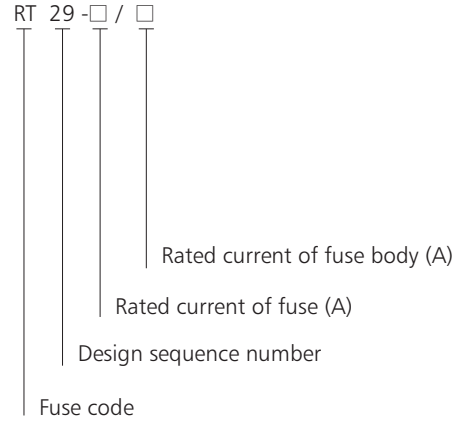 RT 29 -□ / □
Rated current of fuse body (A)
Rated current of fuse (A)
Design sequence number
Fuse code